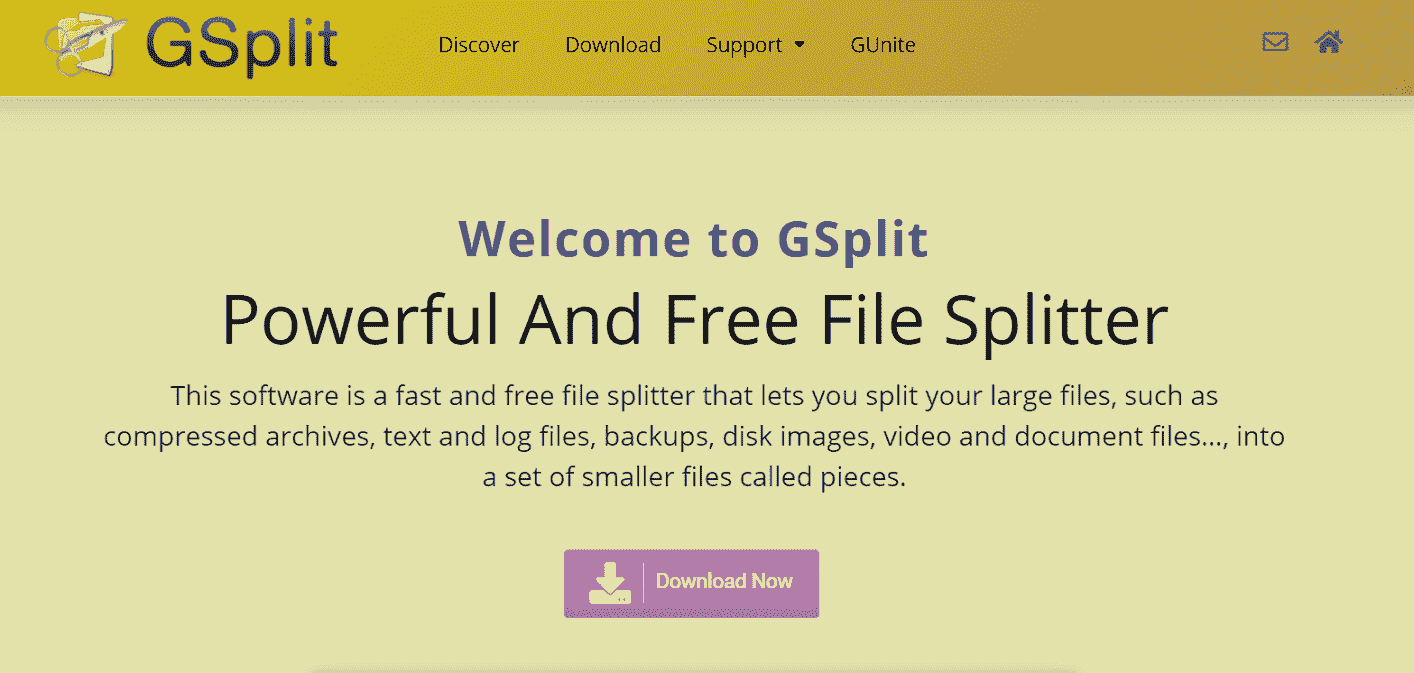 GSplit
Discover Download Support GUnite
Welcome to GSplit
Powerful And Free File Splitter
This software is a fast and free file splitter that lets you split your large files, such as
compressed archives, text and log files, backups, disk images, video and document files..., into
a set of smaller files called pieces.
Download Now